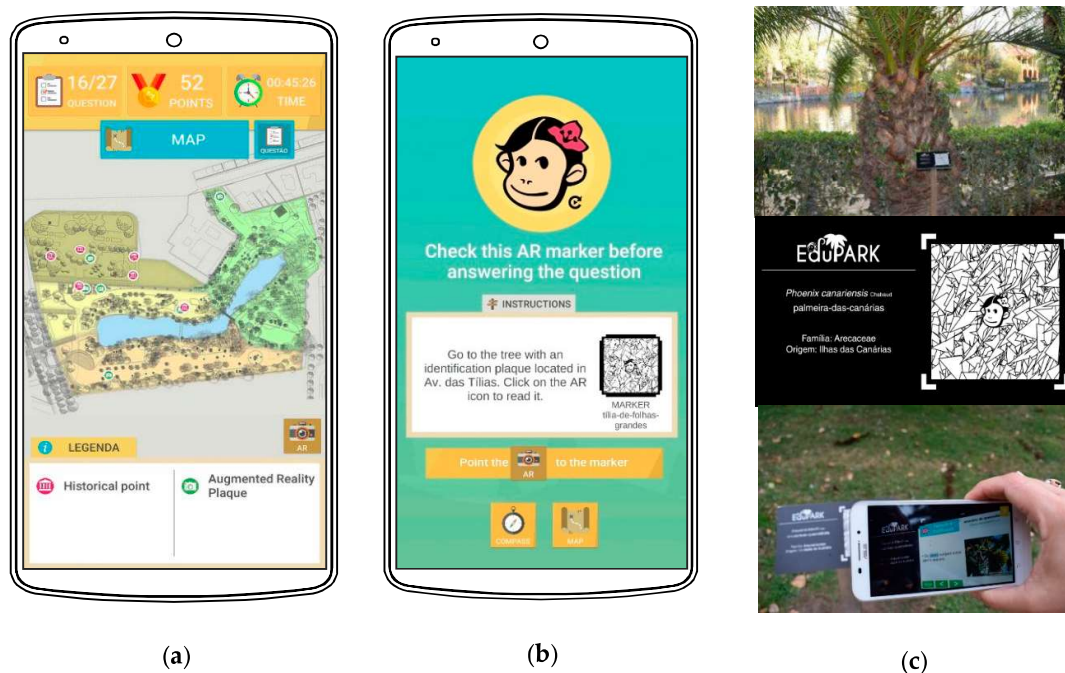 16/27
QUESTION
52
POINTS
00:45:26
TIME
MAP
QUESTÃO
AR
LEGENDA
Historical point
Augmented Reality
Plaque
(a)
Check this AR marker before
answering the question
INSTRUCTIONS
Go to the tree with an
identification plaque located in
Av. das Tílias. Click on the AR
icon to read it.
MARKER
tília-de-folhas-
grandes
Point the AR to the marker
COMPASS
MAP
(b)
EduPARK
Phoenix canariensis Chabaud
palmeira-das-canárias
Família: Arecaceae
Origem: Ilhas das Canárias
EduPARK
EduPARK
(c)